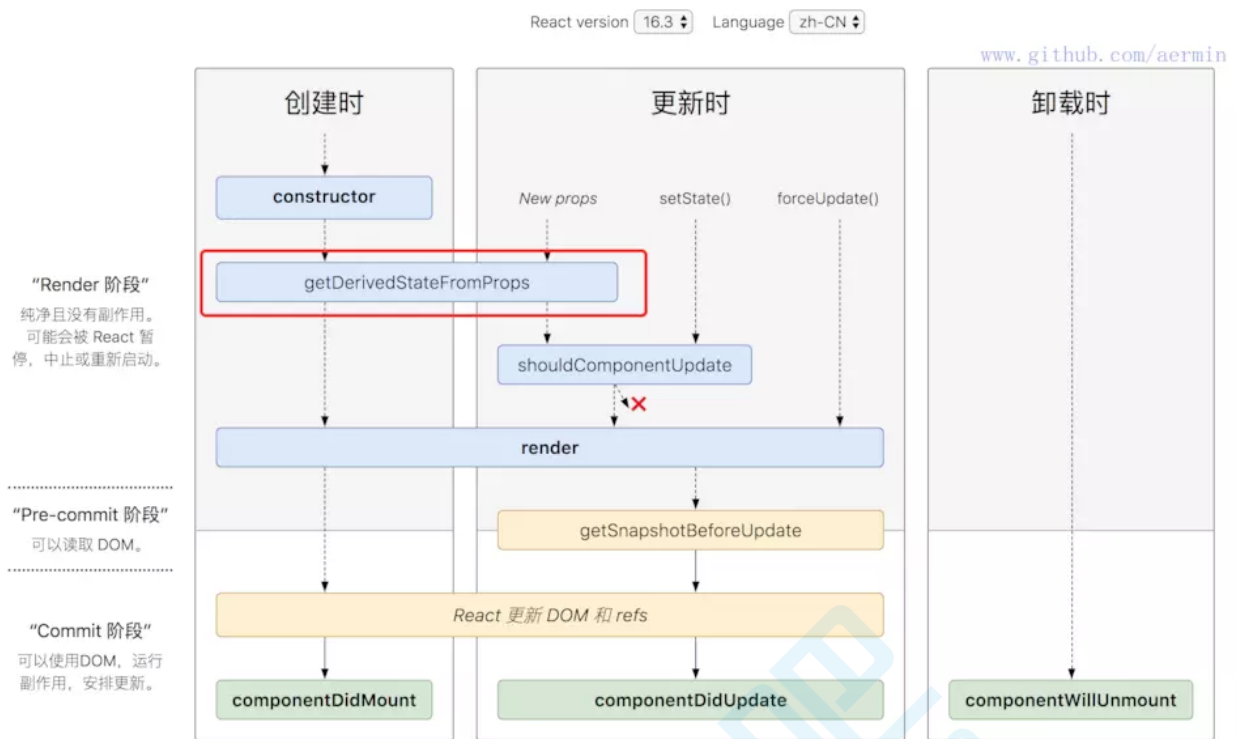 React version 16.3 Language zh-CN
www.github.com/aermin
创建时
更新时
卸载时
constructor
New props
setState()
forceUpdate()
“Render 阶段”
纯净且没有副作用。
可能会被 React 暂
停，中止或重新启动。
getDerivedStateFromProps
shouldComponentUpdate
render
“Pre-commit 阶段”
可以读取 DOM。
getSnapshotBeforeUpdate
“Commit 阶段”
可以使用DOM，运行
副作用，安排更新。
React 更新 DOM 和 refs
componentDidMount
componentDidUpdate
componentWillUnmount